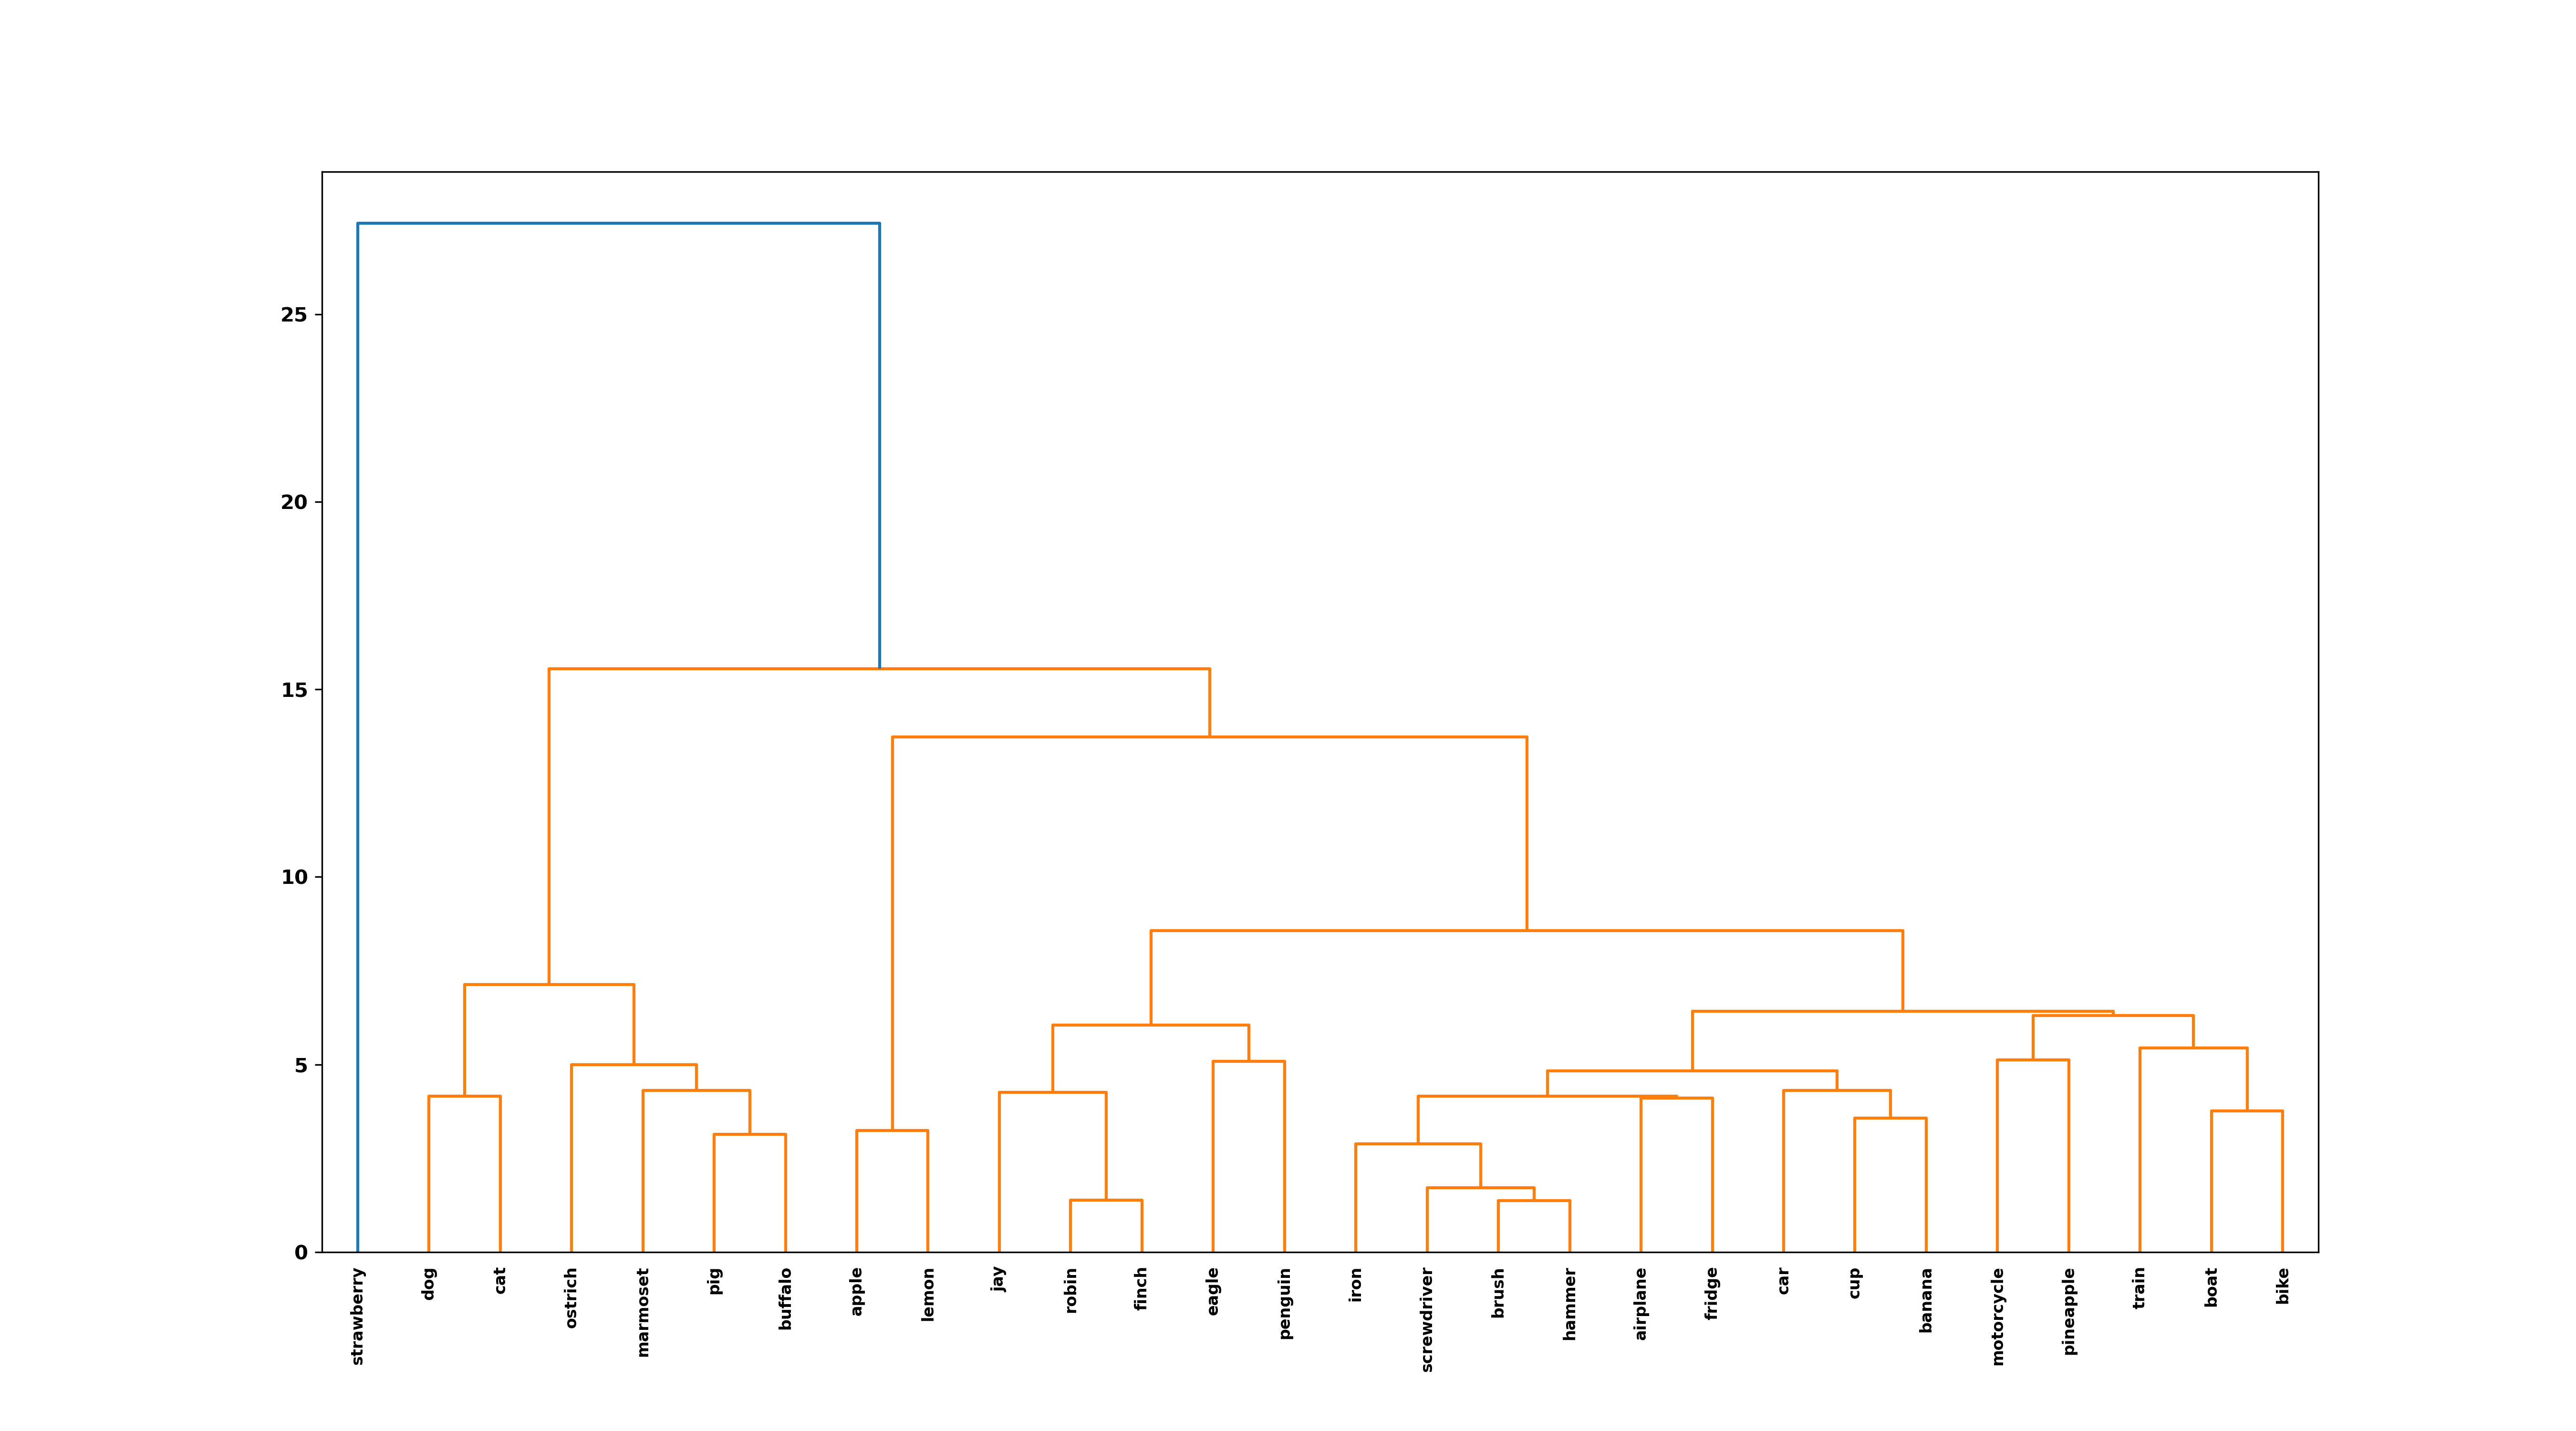 25
20
15
10
5
0
strawberry
dog
cat
ostrich
marmoset
pig
buffalo
apple
lemon
jay
robin
finch
eagle
penguin
iron
screwdriver
brush
hammer
airplane
fridge
car
cup
banana
motorcycle
pineapple
train
boat
bike